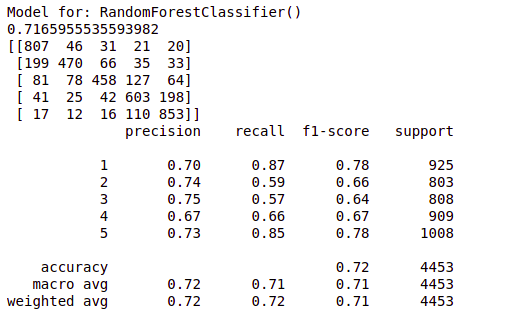 Model for: RandomForestClassifier()
0.7165955535593982
[[807  46  31  21  20]
 [199 470  66  35  33]
 [ 81  78 458 127  64]
 [ 41  25  42 603 198]
 [ 17  12  16 110 853]]
              precision    recall  f1-score   support

           1       0.70      0.87      0.78       925
           2       0.74      0.59      0.66       803
           3       0.75      0.57      0.64       808
           4       0.67      0.66      0.67       909
           5       0.73      0.85      0.78      1008

    accuracy                           0.72      4453
   macro avg       0.72      0.71      0.71      4453
weighted avg       0.72      0.72      0.71      4453